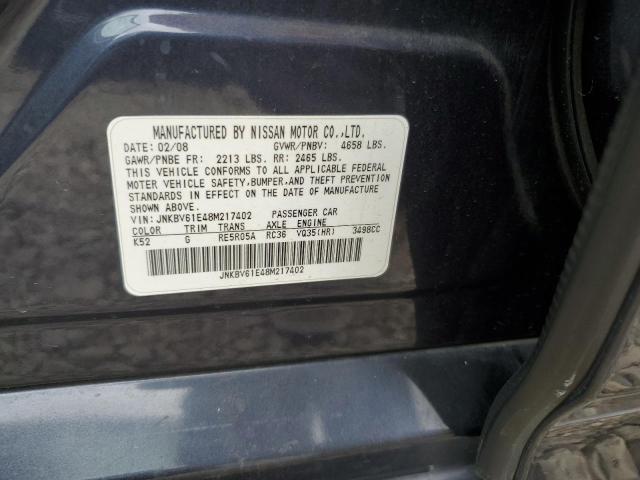 MANUFACTURED BY NISSAN MOTOR CO.,LTD.
DATE: 02/08 GVWR/PNBV: 4658 LBS.
GAWR/PNBE FR: 2213 LBS. RR: 2465 LBS.
THIS VEHICLE CONFORMS TO ALL APPLICABLE FEDERAL
MOTOR VEHICLE SAFETY, BUMPER, AND THEFT PREVENTION
STANDARDS IN EFFECT ON THE DATE OF MANUFACTURE
SHOWN ABOVE.
VIN: JNKBV61E48M217402 PASSENGER CAR
COLOR TRIM TRANS AXLE ENGINE
K52 G RE5R05A RC36 VQ35(HR) 3498CC
JNKBV61E48M217402